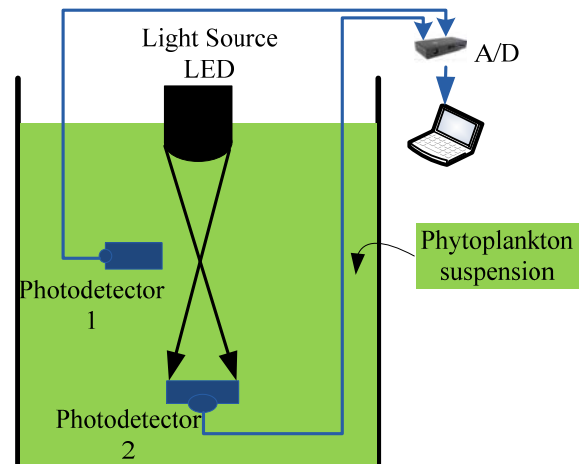 Light Source
LED
A/D
Phytoplankton
suspension
Photodetector
1
Photodetector
2